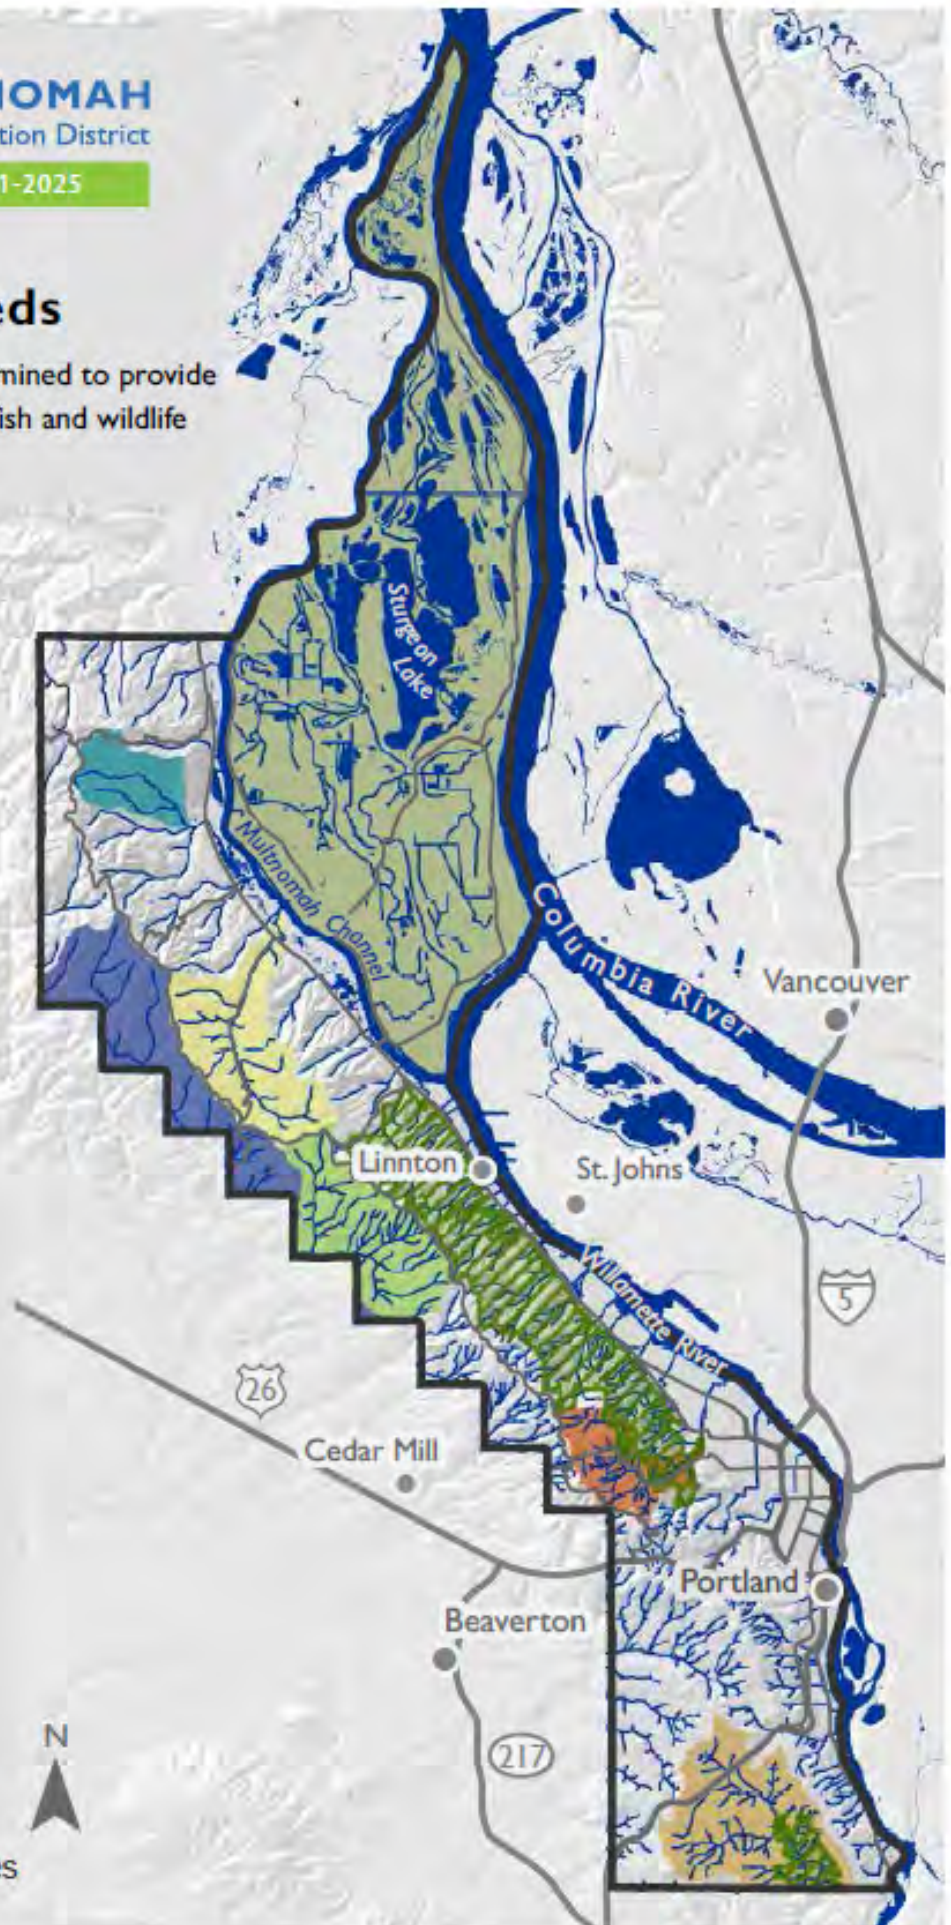 NOMAH
tion District
1-2025
eds
mined to provide
ish and wildlife
Sturgeon
Lake
Multnomah Channel
Columbia River
Vancouver
Linnton
St. Johns
Willamette River
5
26
Cedar Mill
Portland
Beaverton
217
N
es